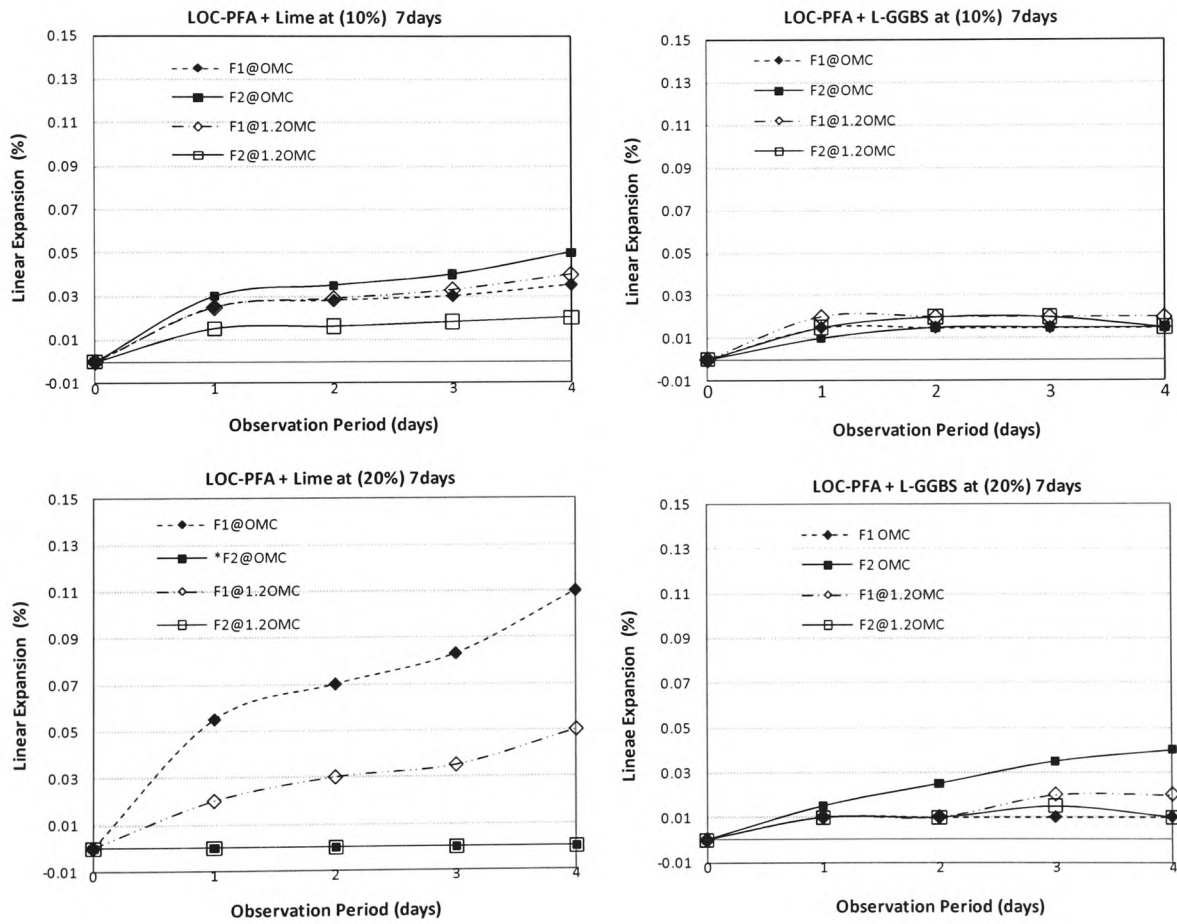 LOC-PFA + Lime at (10%) 7days
0.15
0.13
0.11
0.09
0.07
0.05
0.03
0.01
-0.01
Linear Expansion (%)
F1@OMC
F2@OMC
F1@1.2OMC
F2@1.2OMC
0 1 2 3 4
Observation Period (days)
LOC-PFA + L-GGBS at (10%) 7days
0.15
0.13
0.11
0.09
0.07
0.05
0.03
0.01
-0.01
Linear Expansion (%)
F1@OMC
F2@OMC
F1@1.2OMC
F2@1.2OMC
0 1 2 3 4
Observation Period (days)
LOC-PFA + Lime at (20%) 7days
0.15
0.13
0.11
0.09
0.07
0.05
0.03
0.01
-0.01
Linear Expansion (%)
F1@OMC
*F2@OMC
F1@1.2OMC
F2@1.2OMC
0 1 2 3 4
Observation Period (days)
LOC-PFA + L-GGBS at (20%) 7days
0.15
0.13
0.11
0.09
0.07
0.05
0.03
0.01
-0.01
Lineae Expansion (%)
F1 OMC
F2 OMC
F1@1.2OMC
F2@1.2OMC
0 1 2 3 4
Observation Period (days)